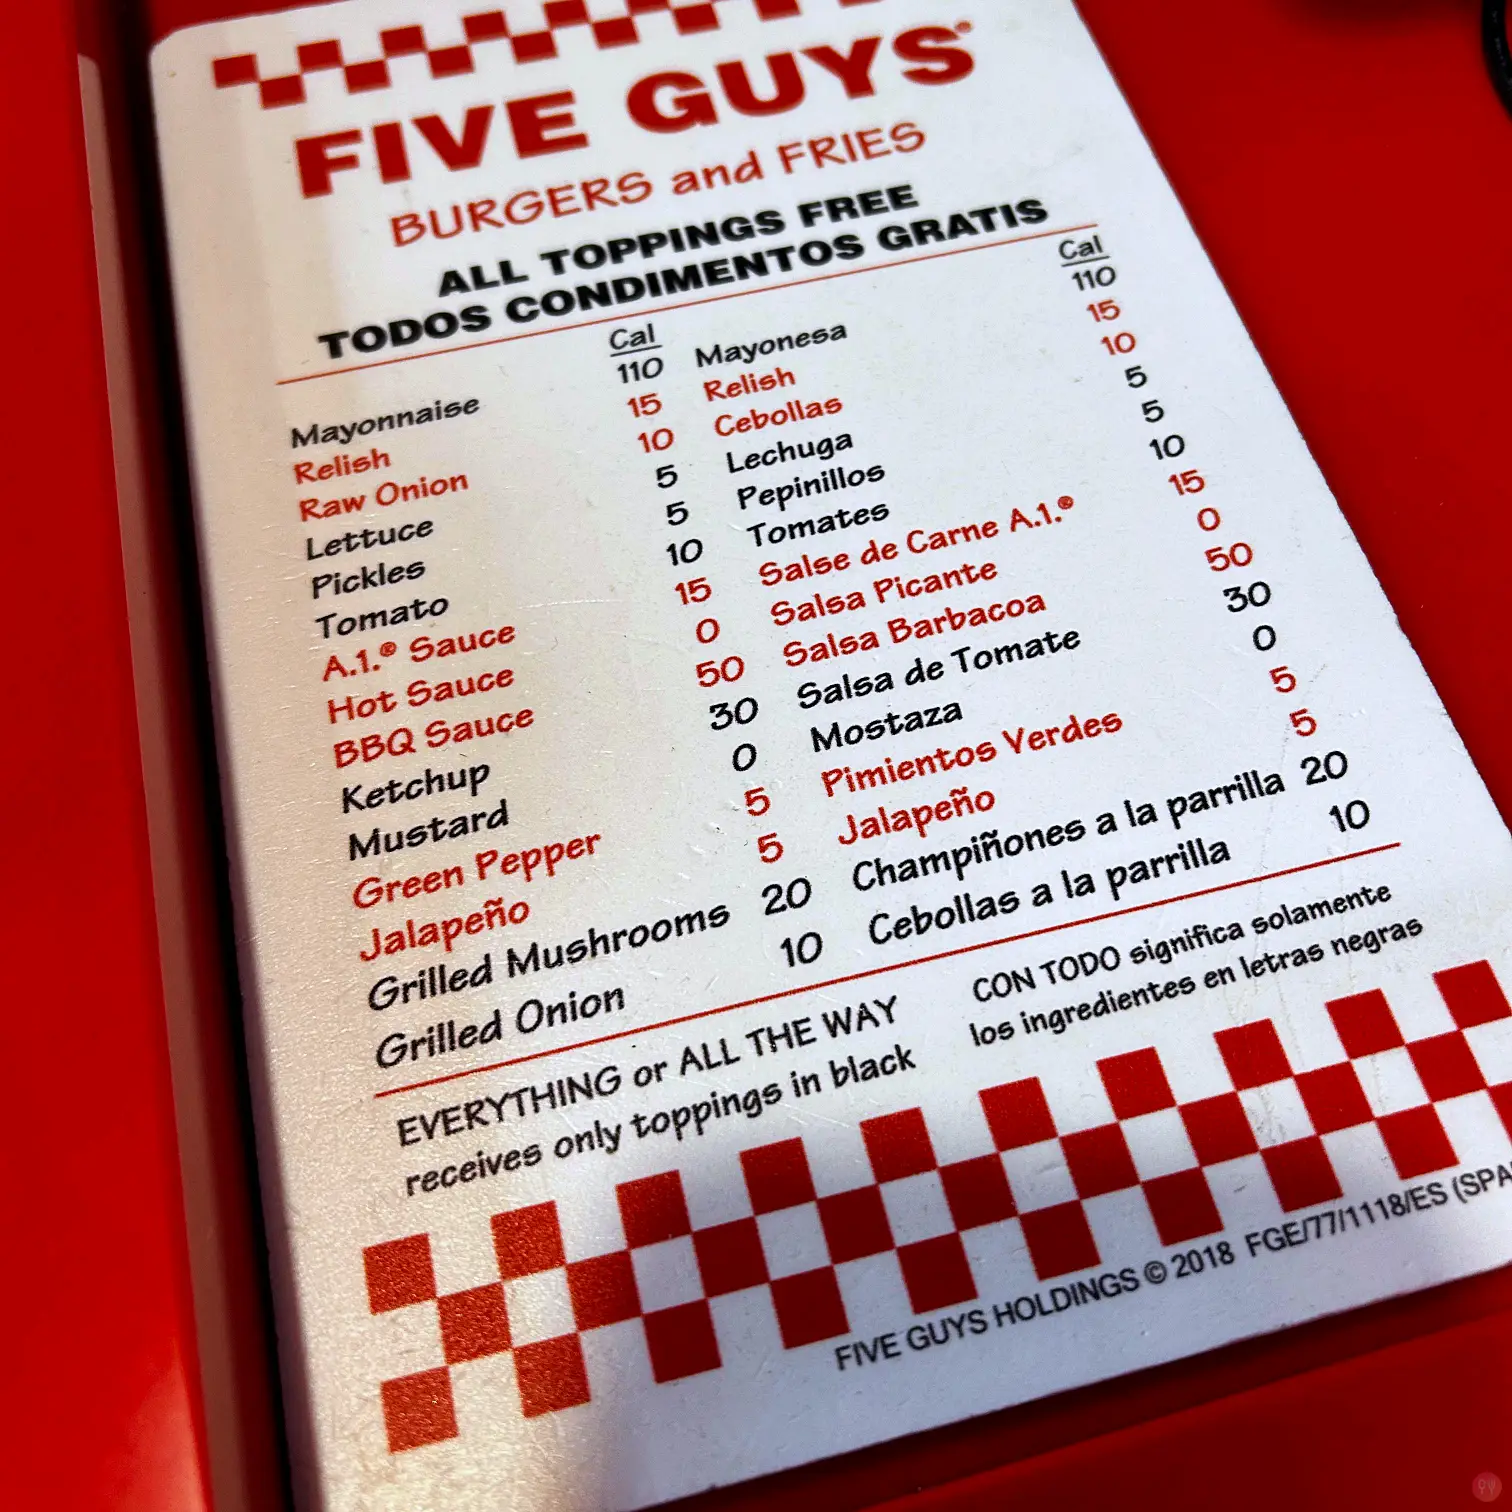 FIVE GUYS®
BURGERS and FRIES
ALL TOPPINGS FREE
TODOS CONDIMENTOS GRATIS
Cal Cal
Mayonnaise 110 Mayonesa 110
Relish 15 Relish 15
Raw Onion 10 Cebollas 10
Lettuce 5 Lechuga 5
Pickles 5 Pepinillos 5
Tomato 10 Tomates 10
A.1.® Sauce 15 Salse de Carne A.1.® 15
Hot Sauce 0 Salsa Picante 0
BBQ Sauce 50 Salsa Barbacoa 50
Ketchup 30 Salsa de Tomate 30
Mustard 0 Mostaza 0
Green Pepper 5 Pimientos Verdes 5
Jalapeño 5 Jalapeño 5
Grilled Mushrooms 20 Champiñones a la parrilla 20
Grilled Onion 10 Cebollas a la parrilla 10
EVERYTHING or ALL THE WAY
receives only toppings in black
CON TODO significa solamente
los ingredientes en letras negras
FIVE GUYS HOLDINGS © 2018 FGE/77/1118/ES (SPA